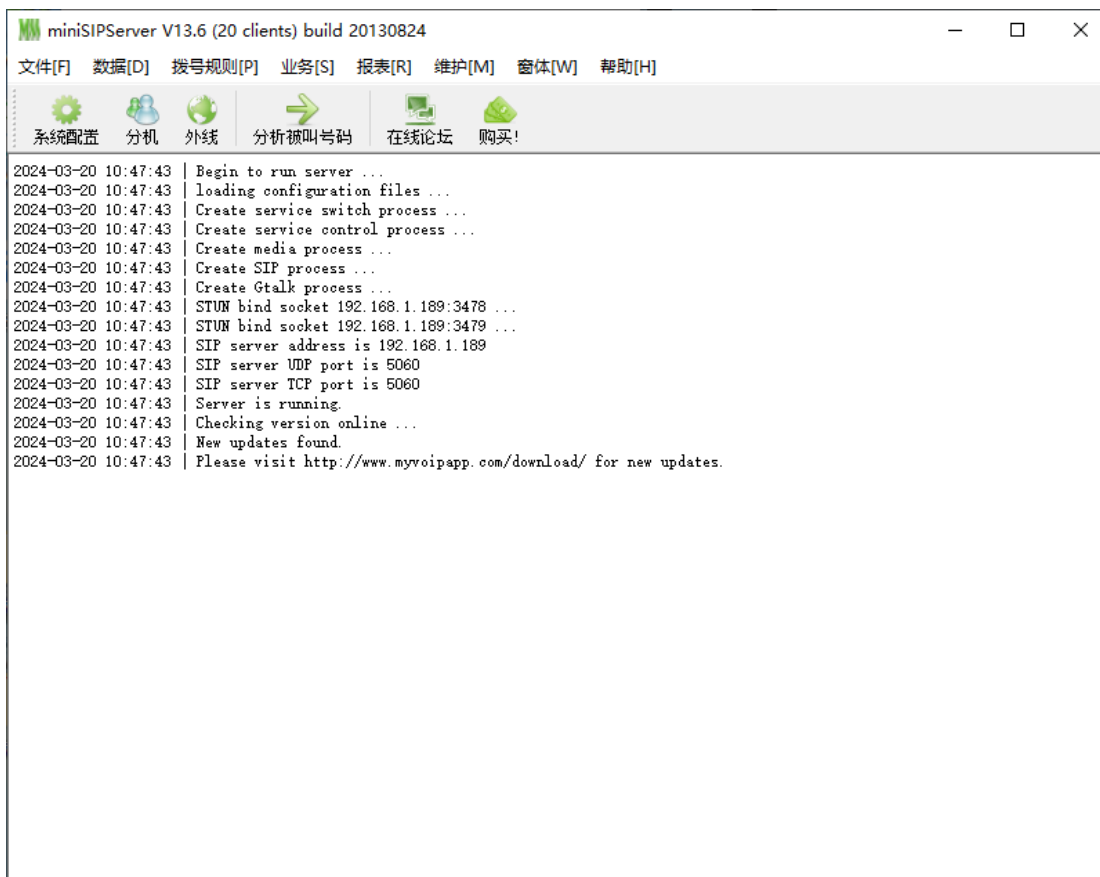 miniSIPServer V13.6 (20 clients) build 20130824
文件[F] 数据[D] 拨号规则[P] 业务[S] 报表[R] 维护[M] 窗体[W] 帮助[H]
系统配置 分机 外线 分析被叫号码 在线论坛 购买!
2024-03-20 10:47:43 | Begin to run server ...
2024-03-20 10:47:43 | loading configuration files ...
2024-03-20 10:47:43 | Create service switch process ...
2024-03-20 10:47:43 | Create service control process ...
2024-03-20 10:47:43 | Create media process ...
2024-03-20 10:47:43 | Create SIP process ...
2024-03-20 10:47:43 | Create Gtalk process ...
2024-03-20 10:47:43 | STUN bind socket 192.168.1.189:3478 ...
2024-03-20 10:47:43 | STUN bind socket 192.168.1.189:3479 ...
2024-03-20 10:47:43 | SIP server address is 192.168.1.189
2024-03-20 10:47:43 | SIP server UDP port is 5060
2024-03-20 10:47:43 | SIP server TCP port is 5060
2024-03-20 10:47:43 | Server is running.
2024-03-20 10:47:43 | Checking version online ...
2024-03-20 10:47:43 | New updates found.
2024-03-20 10:47:43 | Please visit http://www.myvoipapp.com/download/ for new updates.